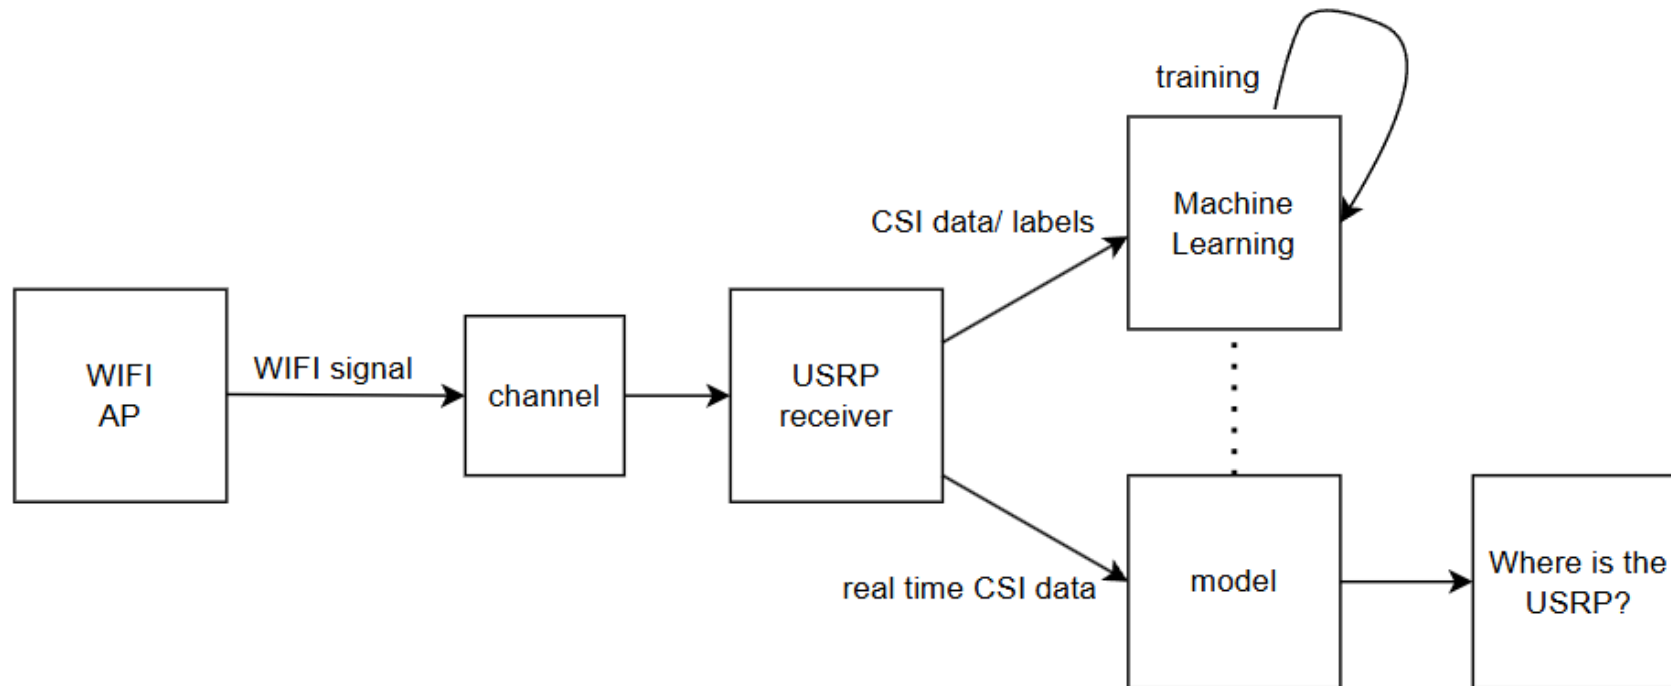 WIFI
AP
WIFI signal
channel
USRP
receiver
CSI data/ labels
training
Machine
Learning
real time CSI data
model
Where is the
USRP?